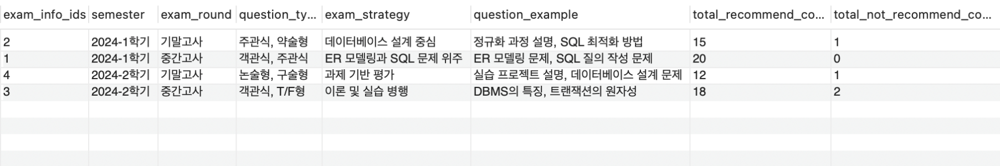 exam_info_ids semester exam_round question_ty... exam_strategy question_example total_recommend_co... total_not_recommend_co...
2 2024-1학기 기말고사 주관식, 약술형 데이터베이스 설계 중심 정규화 과정 설명, SQL 최적화 방법 15 1
1 2024-1학기 중간고사 객관식, 주관식 ER 모델링과 SQL 문제 위주 ER 모델링 문제, SQL 질의 작성 문제 20 0
4 2024-2학기 기말고사 논술형, 구술형 과제 기반 평가 실습 프로젝트 설명, 데이터베이스 설계 문제 12 1
3 2024-2학기 중간고사 객관식, T/F형 이론 및 실습 병행 DBMS의 특징, 트랜잭션의 원자성 18 2